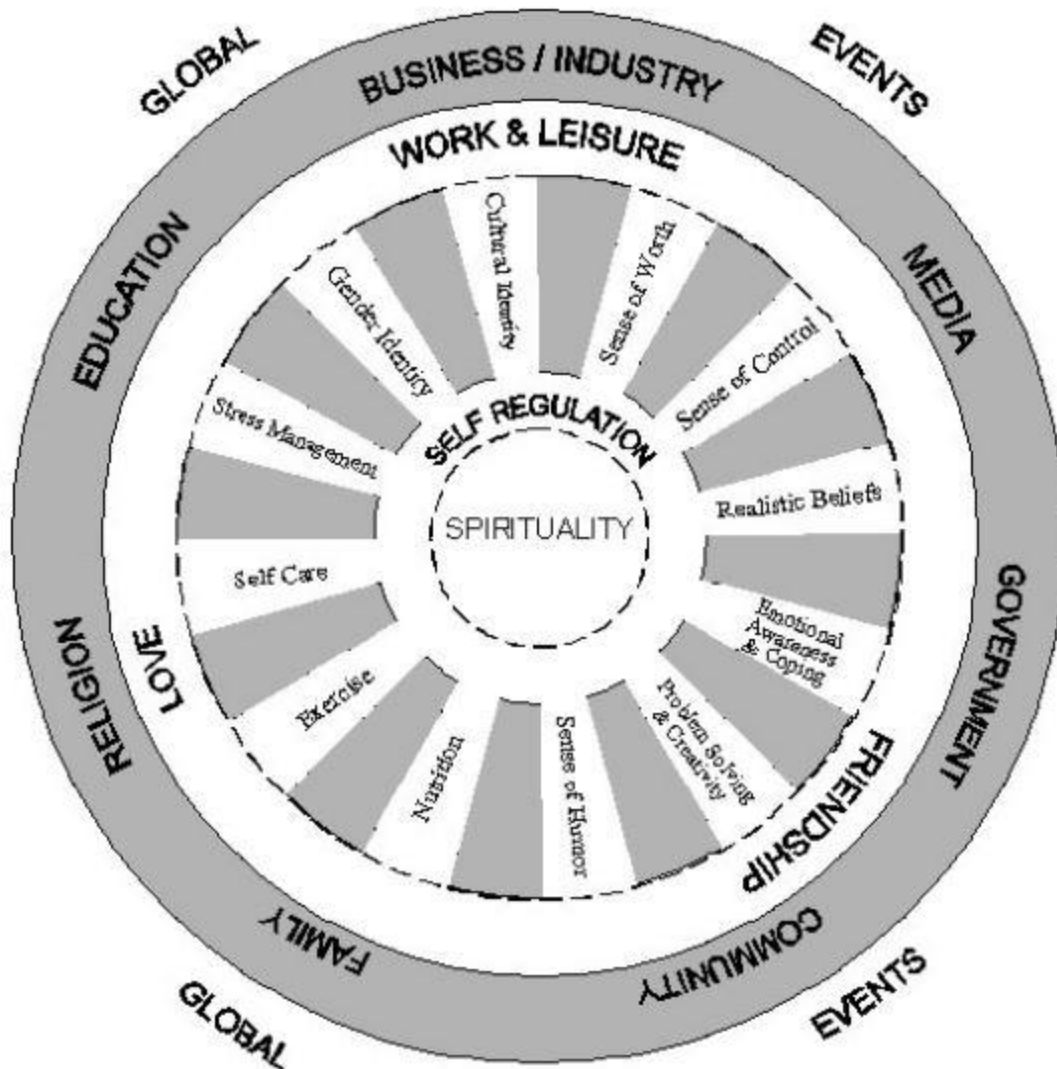 GLOBAL
EVENTS
BUSINESS / INDUSTRY
EDUCATION
MEDIA
RELIGION
GOVERNMENT
FAMILY
COMMUNITY
GLOBAL
EVENTS
WORK & LEISURE
LOVE
FRIENDSHIP
Cultural
Identity
Sense of Worth
Sense of Control
Realistic Beliefs
Emotional
Awareness
& Coping
Problem Solving
& Creativity
Sense of Humor
Nutrition
Exercise
Self Care
Stress Management
Gender Identity
SELF REGULATION
SPIRITUALITY